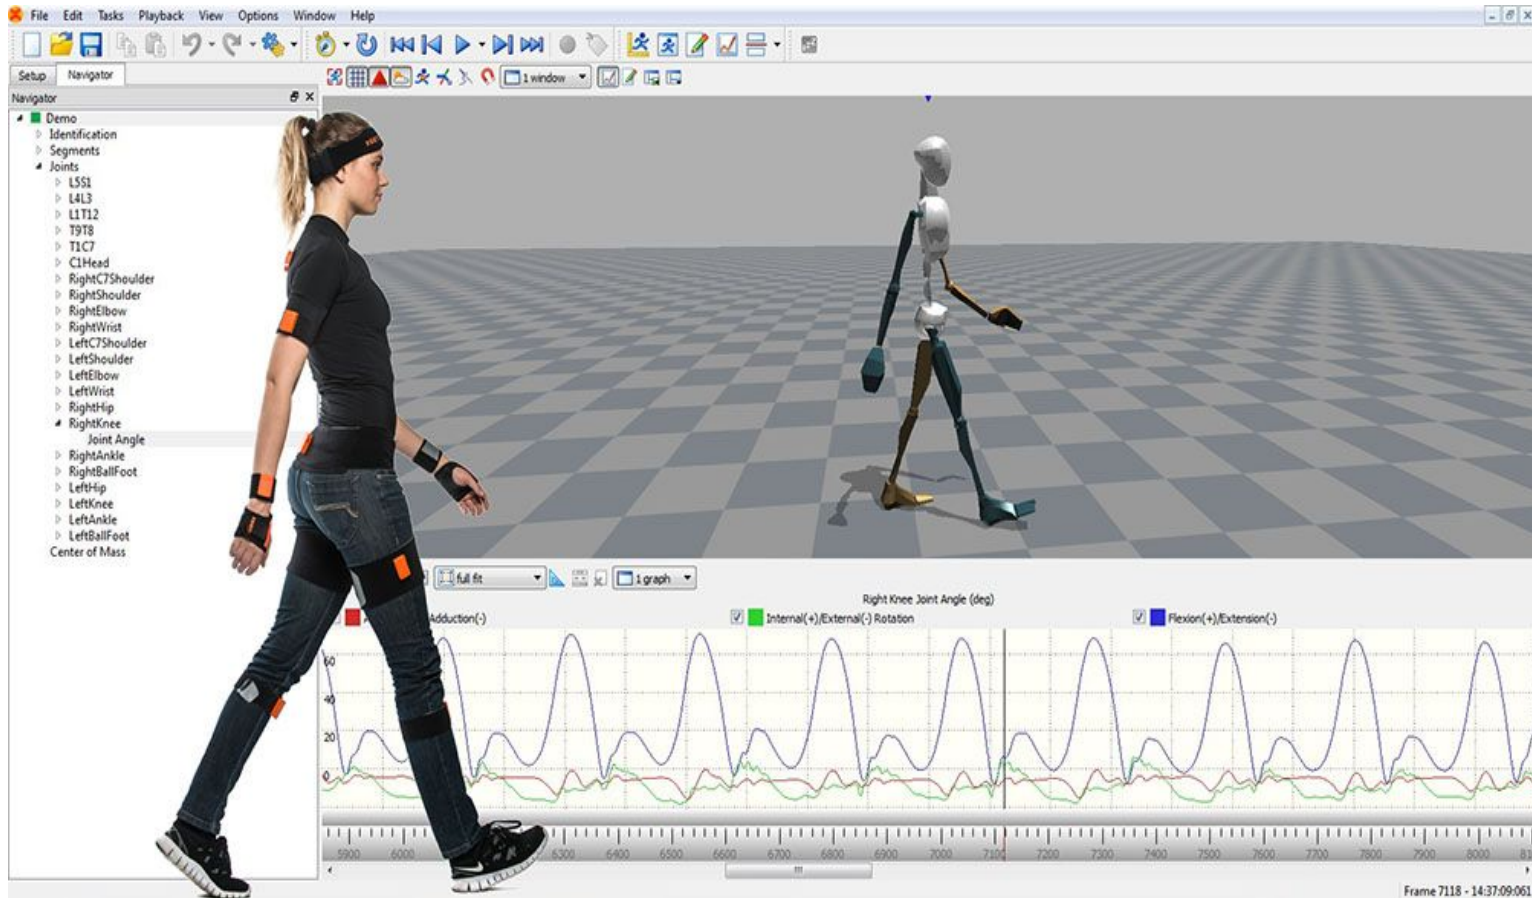 File Edit Tasks Playback View Options Window Help
1 window
Setup Navigator
Navigator
Demo
Identification
Segments
Joints
L5S1
L4L3
L1T12
T9T8
T1C7
C1Head
RightC7Shoulder
RightShoulder
RightElbow
RightWrist
LeftC7Shoulder
LeftShoulder
LeftElbow
LeftWrist
RightHip
RightKnee
Joint Angle
RightAnkle
RightBallFoot
LeftHip
LeftKnee
LeftAnkle
LeftBallFoot
Center of Mass
full fit 1 graph
Right Knee Joint Angle (deg)
Adduction(-) Internal(+)/External(-) Rotation Flexion(+)/Extension(-)
60
40
20
0
5900 6000 6300 6400 6500 6600 6700 6800 6900 7000 7100 7200 7300 7400 7500 7600 7700 7800 7900 8000
Frame 7118 - 14:37:09:061